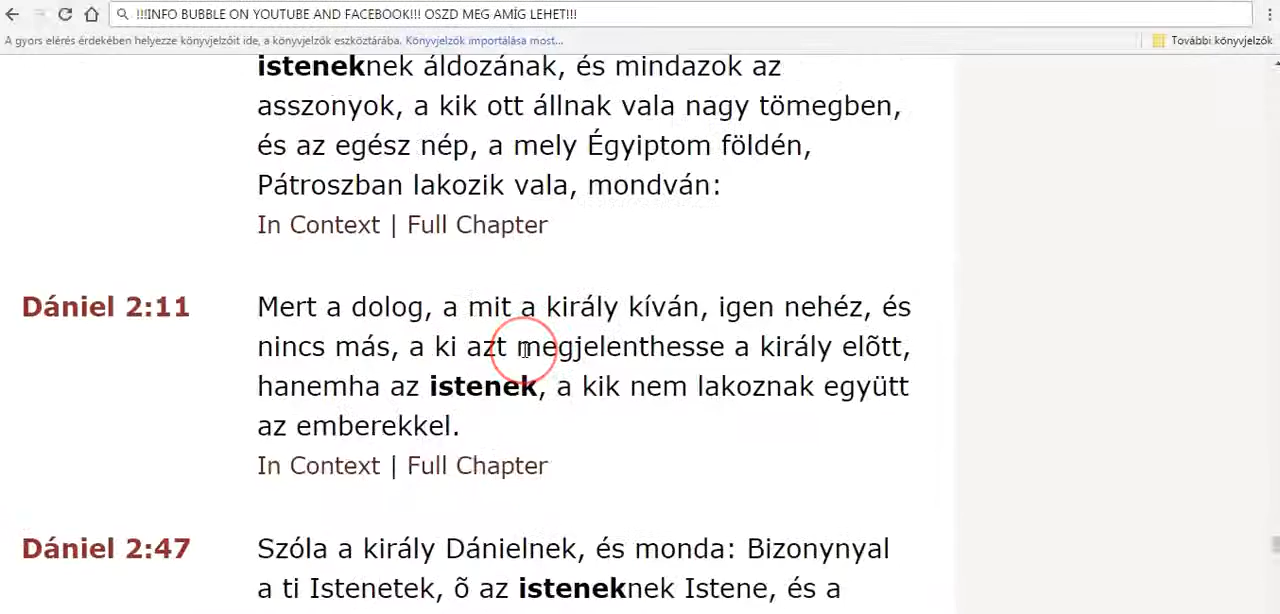 !!!INFO BUBBLE ON YOUTUBE AND FACEBOOK!!! OSZD MEG AMÍG LEHET!!!
A gyors elérés érdekében helyezze könyvjelzőit ide, a könyvjelzők eszköztárába. Könyvjelzők importálása most...
További könyvjelzők
isteneknek áldozának, és mindazok az
asszonyok, a kik ott állnak vala nagy tömegben,
és az egész nép, a mely Égyiptom földén,
Pátroszban lakozik vala, mondván:
In Context | Full Chapter
Dániel 2:11
Mert a dolog, a mit a király kíván, igen nehéz, és
nincs más, a ki azt megjelenthesse a király elõtt,
hanemha az istenek, a kik nem lakoznak együtt
az emberekkel.
In Context | Full Chapter
Dániel 2:47
Szóla a király Dánielnek, és monda: Bizonynyal
a ti Istenetek, õ az isteneknek Istene, és a